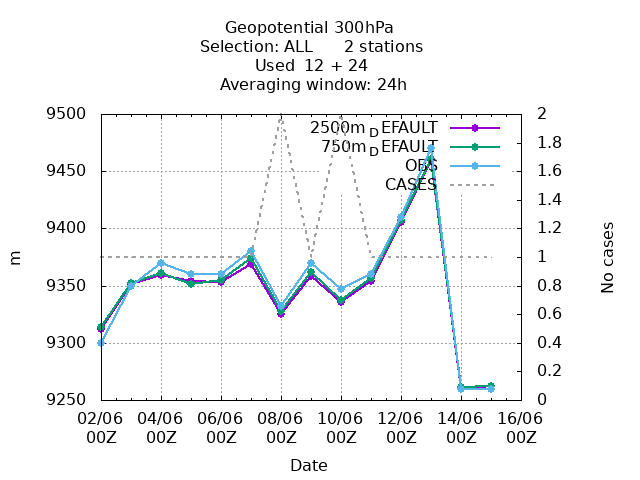 Geopotential 300hPa
Selection: ALL 2 stations
Used 12 + 24
Averaging window: 24h
2500m_DEFAULT
750m_DEFAULT
OBS
CASES
9500
9450
9400
9350
9300
9250
m
2
1.8
1.6
1.4
1.2
1
0.8
0.6
0.4
0.2
0
No cases
02/06 04/06 06/06 08/06 10/06 12/06 14/06 16/06
00Z 00Z 00Z 00Z 00Z 00Z 00Z 00Z
Date